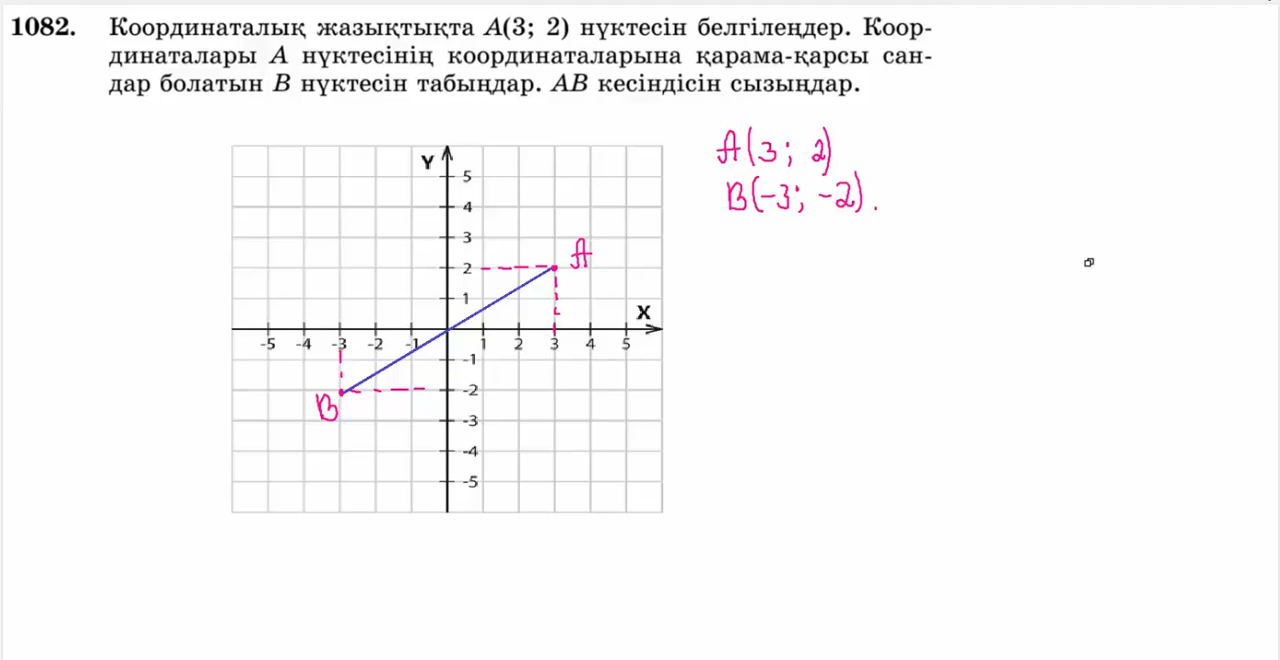 1082. Координаталық жазықтықта A(3; 2) нүктесін белгілеңдер. Коор-
динаталары A нүктесінің координаталарына қарама-қарсы сан-
дар болатын B нүктесін табыңдар. AB кесіндісін сызыңдар.
A(3; 2)
B(-3; -2).
Y
5
4
3
A
2
1
X
-5 -4 -3 -2 -1 1 2 3 4 5
-1
-2
B
-3
-4
-5